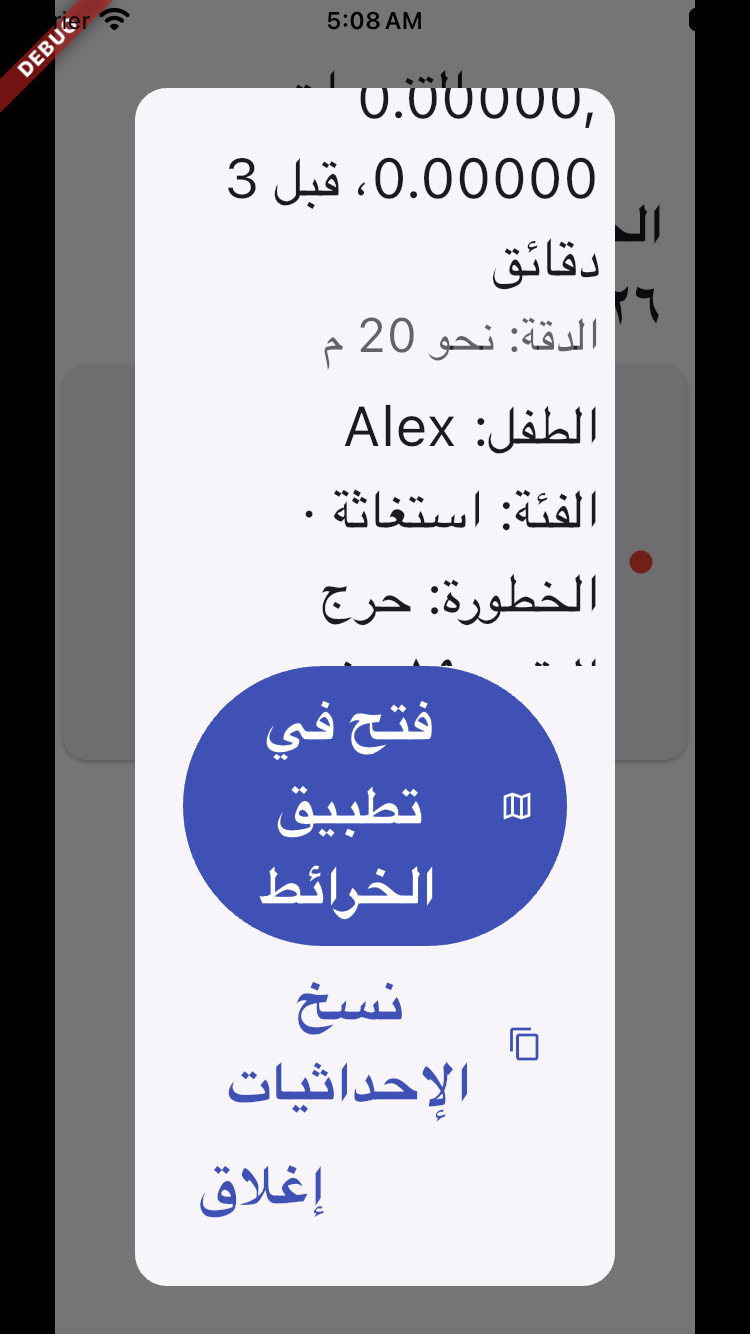 5:08 AM
DEBUG
0.00000,
0.00000، قبل 3
دقائق
الدقة: نحو 20 م
الطفل: Alex
الفئة: استغاثة ·
الخطورة: حرج
٢٦
فتح في
تطبيق
الخرائط
نسخ
الإحداثيات
إغلاق